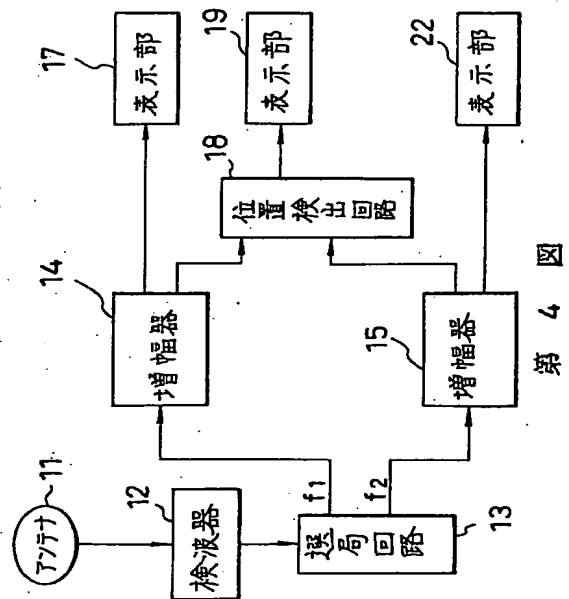 アンテナ
11
検波器
12
選局回路
13
f1
f2
増幅器
14
増幅器
15
表示部
17
位置検出回路
18
表示部
19
表示部
22
第 4 図